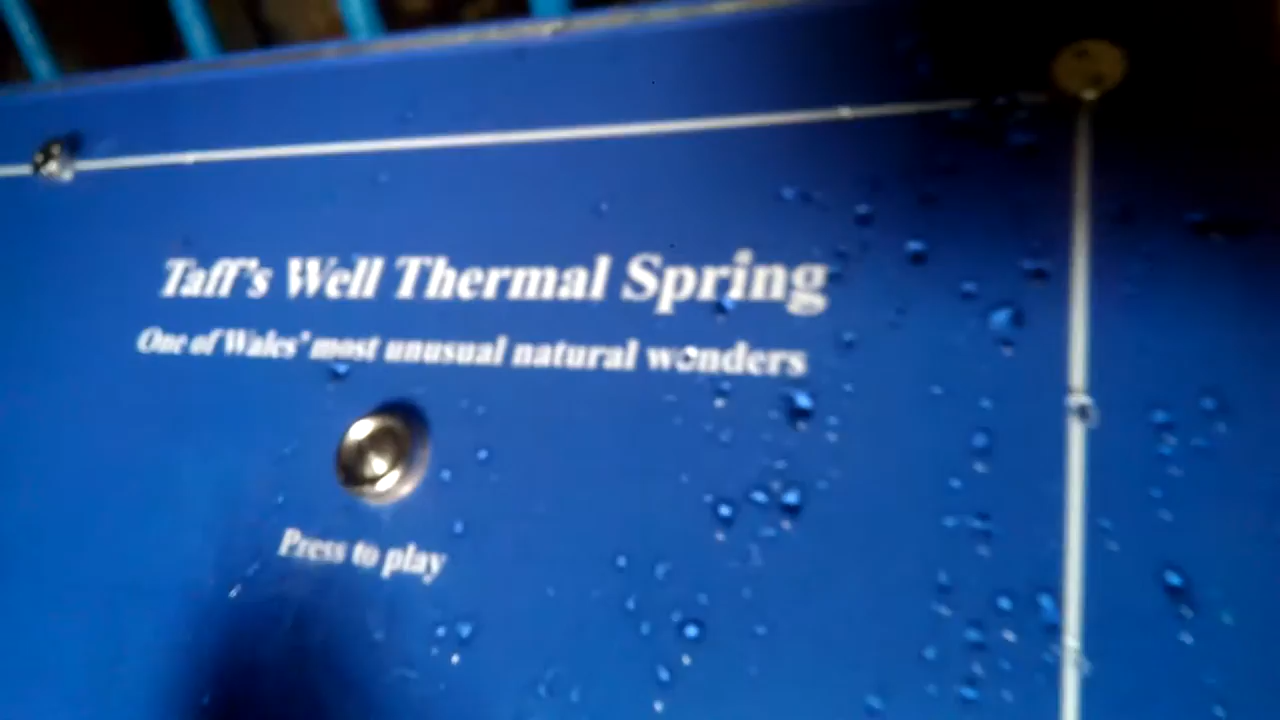 Taff's Well Thermal Spring
One of Wales' most unusual natural wonders
Press to play